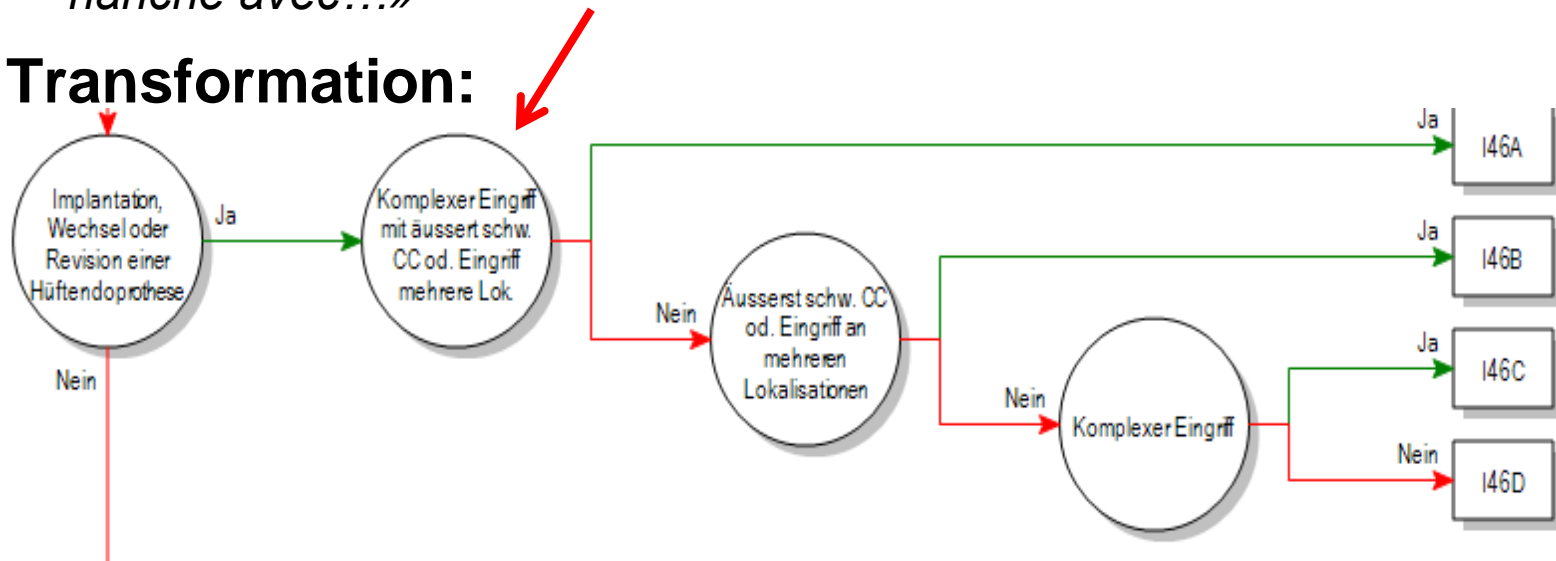 hanche avec…»
Transformation:
Implantation,
Wechsel oder
Revision einer
Hüftendoprothese
Ja
Nein
Komplexer Eingriff
mit äussert schw.
CC od. Eingriff
mehrere Lok.
Ja
I46A
Nein
Äusserst schw. CC
od. Eingriff an
mehreren
Lokalisationen
Ja
I46B
Nein
Komplexer Eingriff
Ja
I46C
Nein
I46D